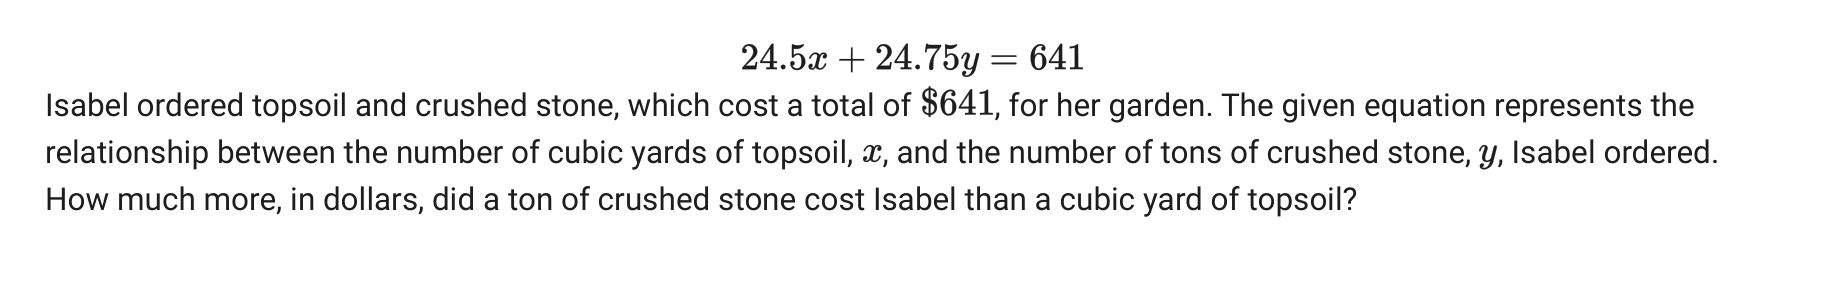 24.5x + 24.75y = 641
Isabel ordered topsoil and crushed stone, which cost a total of $641, for her garden. The given equation represents the
relationship between the number of cubic yards of topsoil, x, and the number of tons of crushed stone, y, Isabel ordered.
How much more, in dollars, did a ton of crushed stone cost Isabel than a cubic yard of topsoil?